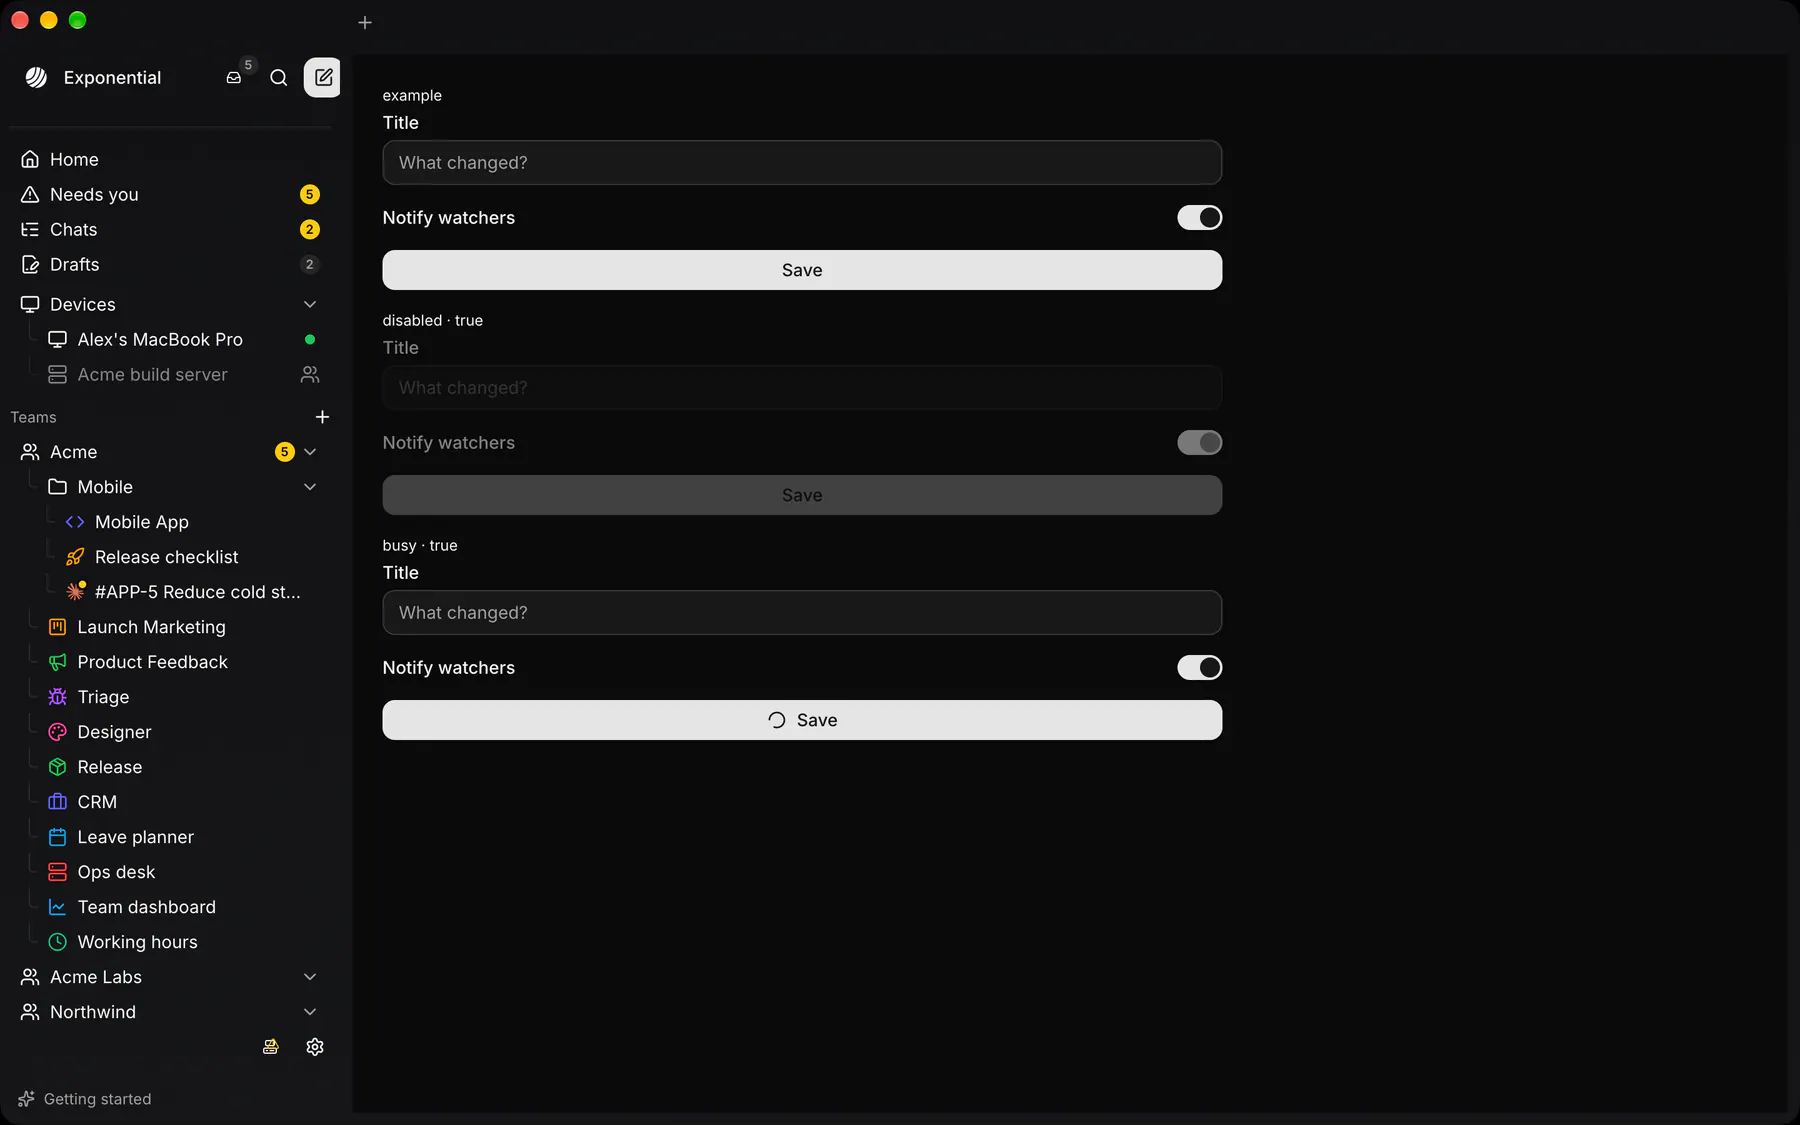 Exponential
5
Home
Needs you
5
Chats
2
Drafts
2
Devices
Alex's MacBook Pro
Acme build server
Teams
Acme
5
Mobile
Mobile App
Release checklist
#APP-5 Reduce cold st...
Launch Marketing
Product Feedback
Triage
Designer
Release
CRM
Leave planner
Ops desk
Team dashboard
Working hours
Acme Labs
Northwind
Getting started
example
Title
What changed?
Notify watchers
Save
disabled · true
Title
What changed?
Notify watchers
Save
busy · true
Title
What changed?
Notify watchers
Save